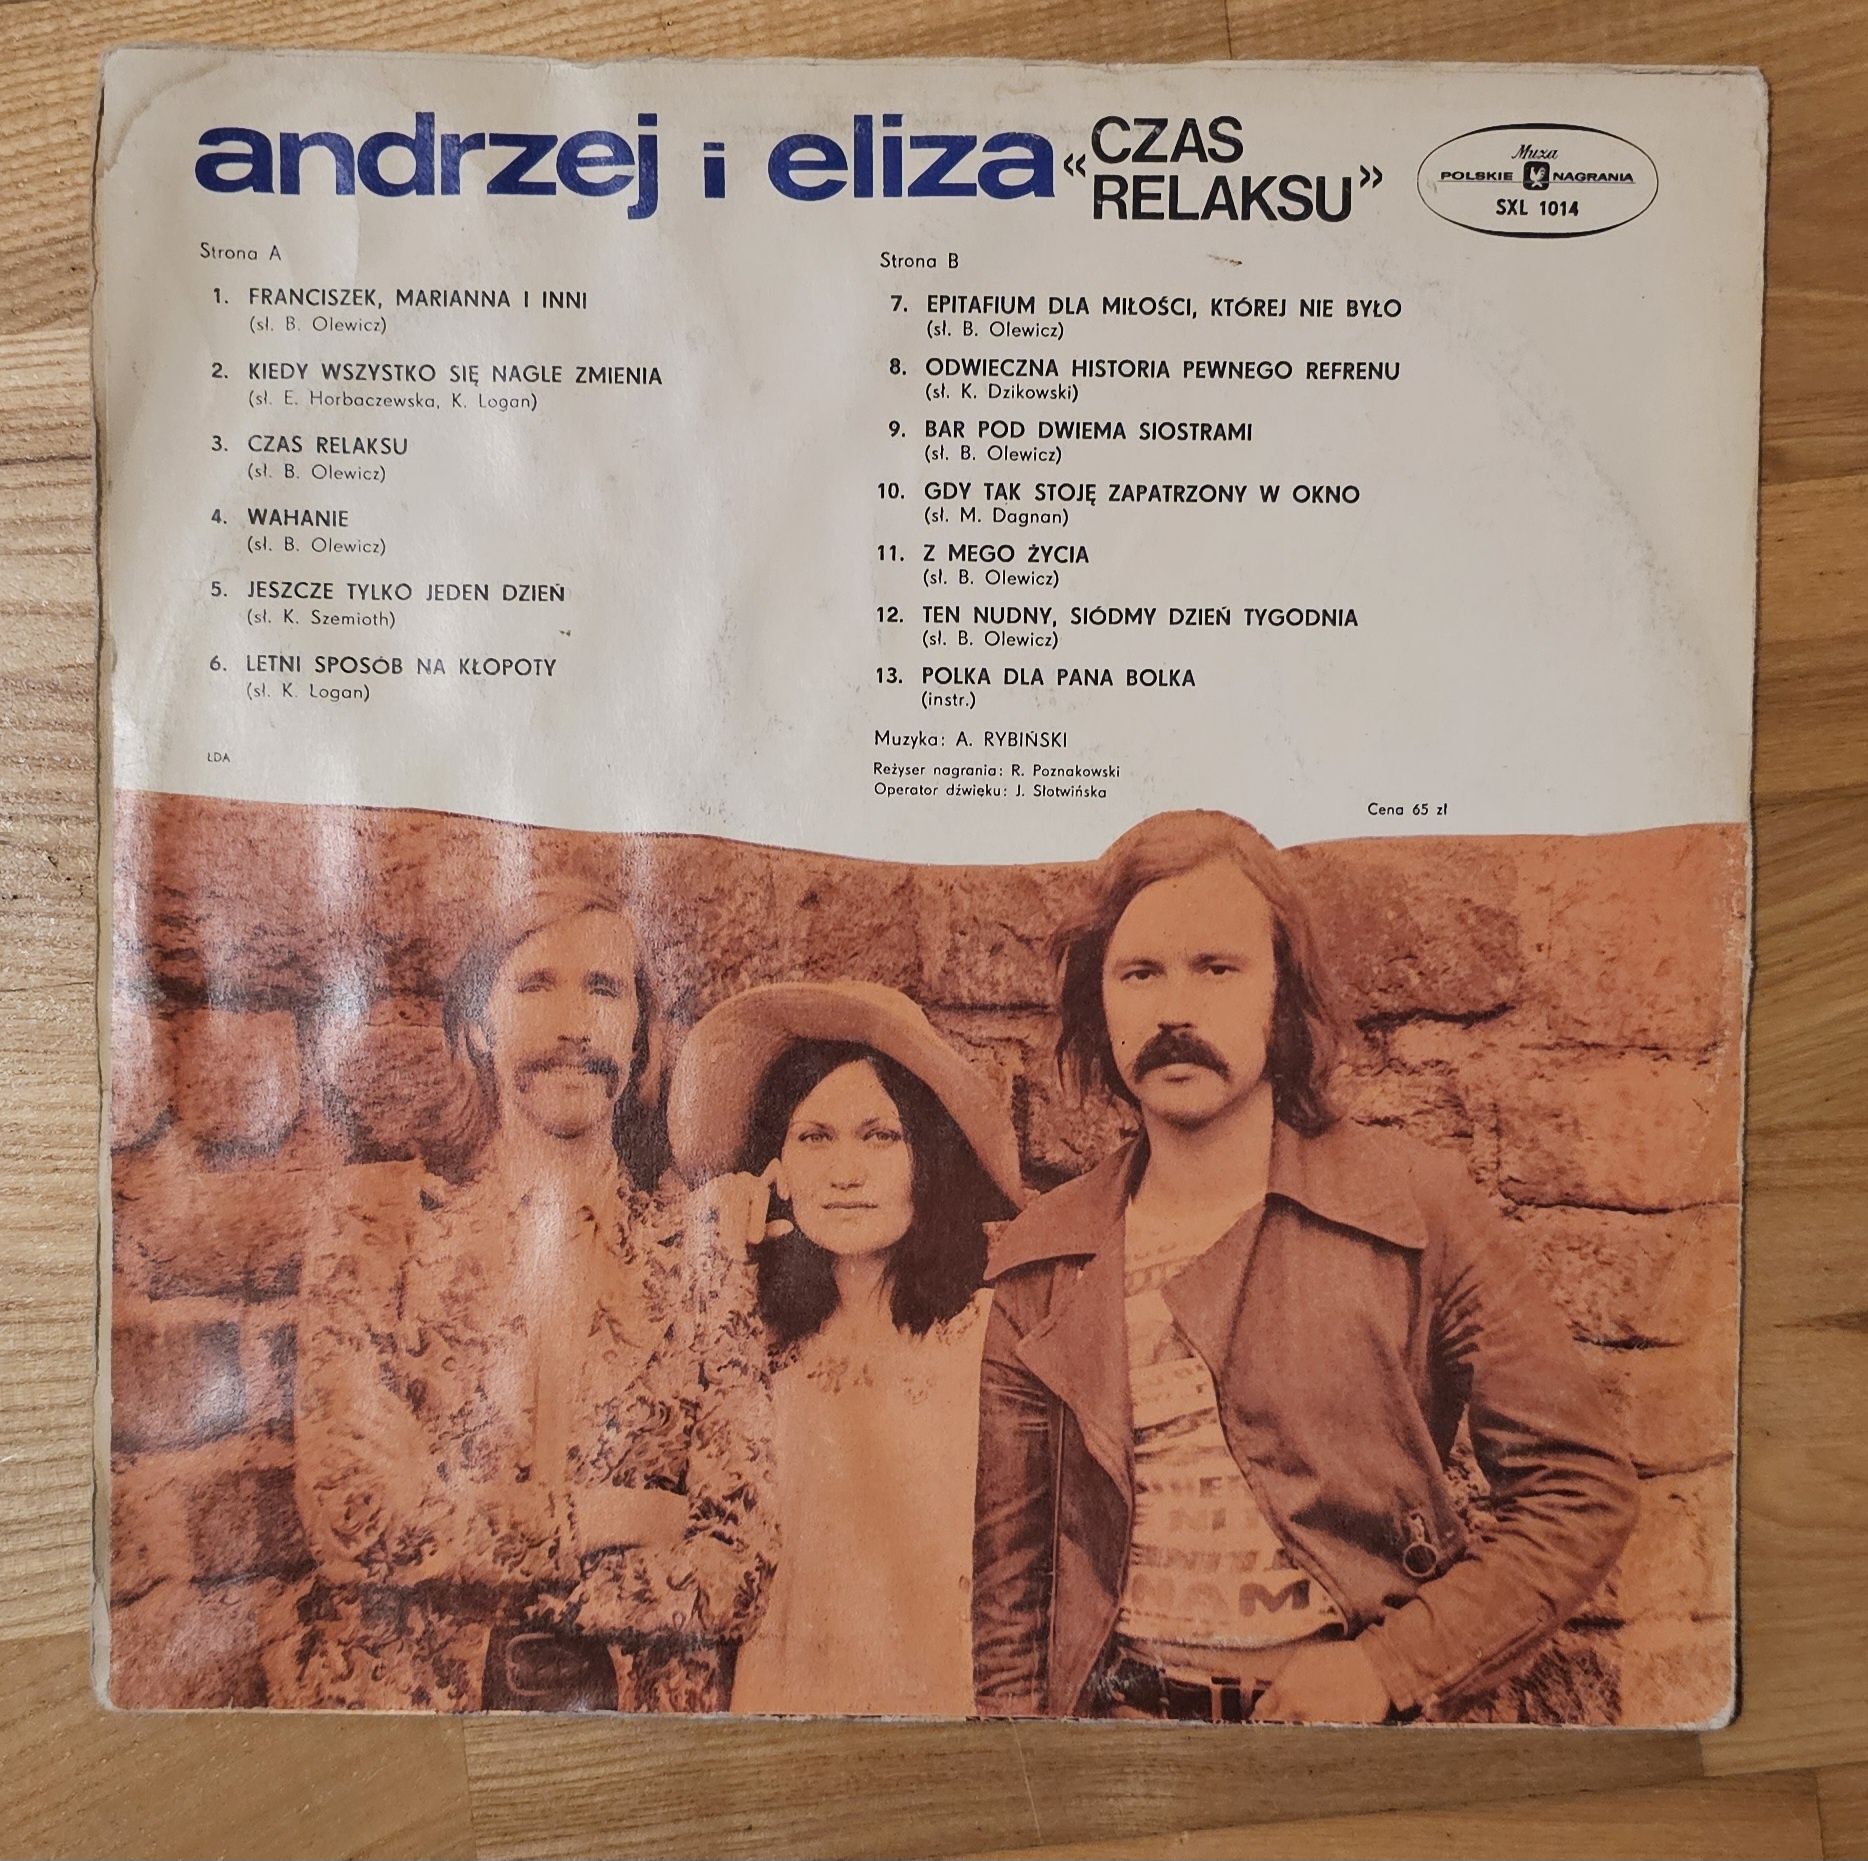 andrzej i eliza «CZAS RELAKSU»
Muza
POLSKIE NAGRANIA
SXL 1014
Strona A
1. FRANCISZEK, MARIANNA I INNI
(sł. B. Olewicz)
2. KIEDY WSZYSTKO SIĘ NAGLE ZMIENIA
(sł. E. Horbaczewska, K. Logan)
3. CZAS RELAKSU
(sł. B. Olewicz)
4. WAHANIE
(sł. B. Olewicz)
5. JESZCZE TYLKO JEDEN DZIEŃ
(sł. K. Szemioth)
6. LETNI SPOSÓB NA KŁOPOTY
(sł. K. Logan)
ŁDA
Strona B
7. EPITAFIUM DLA MIŁOŚCI, KTÓREJ NIE BYŁO
(sł. B. Olewicz)
8. ODWIECZNA HISTORIA PEWNEGO REFRENU
(sł. K. Dzikowski)
9. BAR POD DWIEMA SIOSTRAMI
(sł. B. Olewicz)
10. GDY TAK STOJĘ ZAPATRZONY W OKNO
(sł. M. Dagnan)
11. Z MEGO ŻYCIA
(sł. B. Olewicz)
12. TEN NUDNY, SIÓDMY DZIEŃ TYGODNIA
(sł. B. Olewicz)
13. POLKA DLA PANA BOLKA
(instr.)
Muzyka: A. RYBIŃSKI
Reżyser nagrania: R. Poznakowski
Operator dźwięku: J. Słotwińska
Cena 65 zł